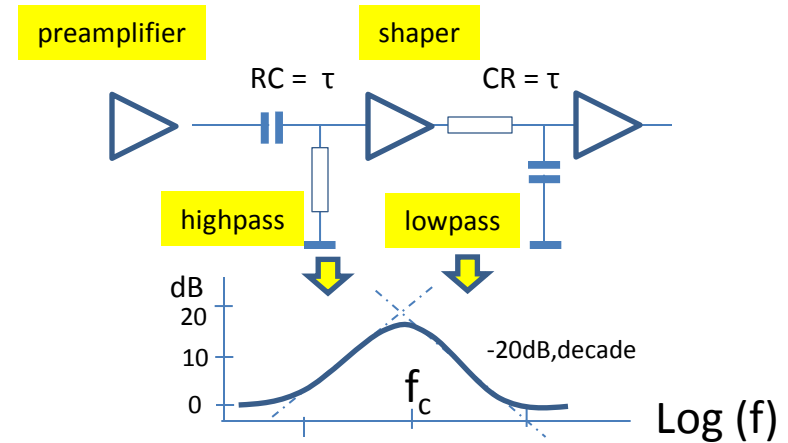 preamplifier
shaper
RC = τ
CR = τ
highpass
lowpass
dB
20
10
0
-20dB,decade
fc
Log (f)